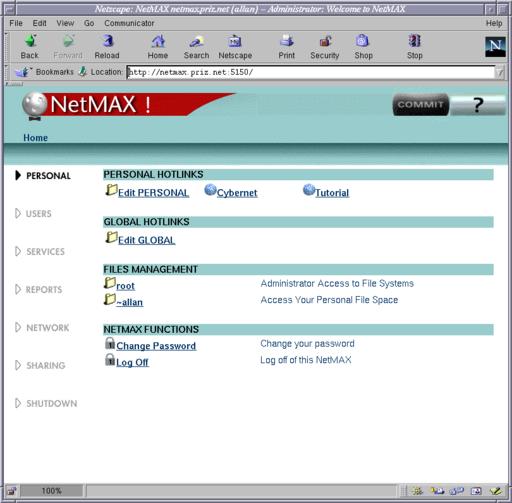 Netscape: NetMAX netmax.priz.net (allan) – Administrator: Welcome to NetMAX
File Edit View Go Communicator Help
Back Forward Reload Home Search Netscape Print Security Shop Stop N
Bookmarks Location: http://netmax.priz.net:5150/
NetMAX ! COMMIT ?
Home
PERSONAL
USERS
SERVICES
REPORTS
NETWORK
SHARING
SHUTDOWN
PERSONAL HOTLINKS
Edit PERSONAL Cybernet Tutorial
GLOBAL HOTLINKS
Edit GLOBAL
FILES MANAGEMENT
root Administrator Access to File Systems
~allan Access Your Personal File Space
NETMAX FUNCTIONS
Change Password Change your password
Log Off Log off of this NetMAX
100%